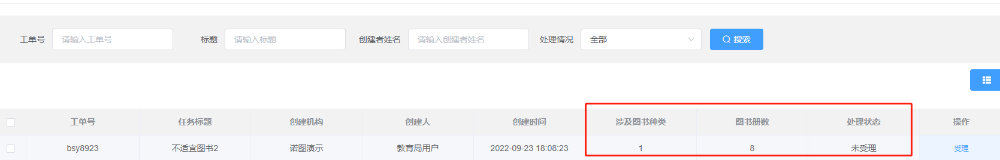 工单号 请输入工单号 标题 请输入标题 创建者姓名 请输入创建者姓名 处理情况 全部 搜索
工单号 任务标题 创建机构 创建人 创建时间 涉及图书种类 图书册数 处理状态 操作
bsy8923 不适宜图书2 诺图演示 教育局用户 2022-09-23 18:08:23 1 8 未受理 受理